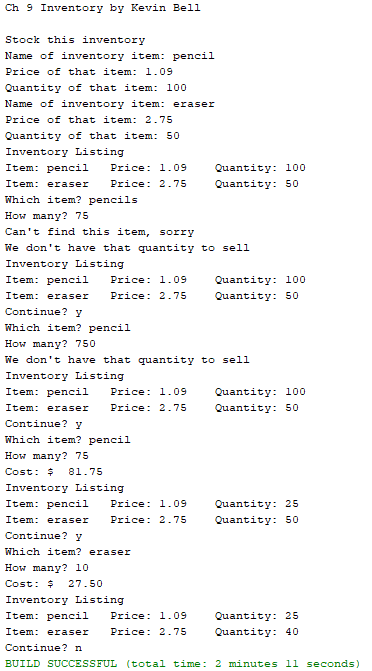 Ch 9 Inventory by Kevin Bell
Stock this inventory
Name of inventory item: pencil
Price of that item: 1.09
Quantity of that item: 100
Name of inventory item: eraser
Price of that item: 2.75
Quantity of that item: 50
Inventory Listing
Item: pencil   Price: 1.09    Quantity: 100
Item: eraser   Price: 2.75    Quantity: 50
Which item? pencils
How many? 75
Can't find this item, sorry
We don't have that quantity to sell
Inventory Listing
Item: pencil   Price: 1.09    Quantity: 100
Item: eraser   Price: 2.75    Quantity: 50
Continue? y
Which item? pencil
How many? 750
We don't have that quantity to sell
Inventory Listing
Item: pencil   Price: 1.09    Quantity: 100
Item: eraser   Price: 2.75    Quantity: 50
Continue? y
Which item? pencil
How many? 75
Cost: $  81.75
Inventory Listing
Item: pencil   Price: 1.09    Quantity: 25
Item: eraser   Price: 2.75    Quantity: 50
Continue? y
Which item? eraser
How many? 10
Cost: $  27.50
Inventory Listing
Item: pencil   Price: 1.09    Quantity: 25
Item: eraser   Price: 2.75    Quantity: 40
Continue? n
BUILD SUCCESSFUL (total time: 2 minutes 11 seconds)